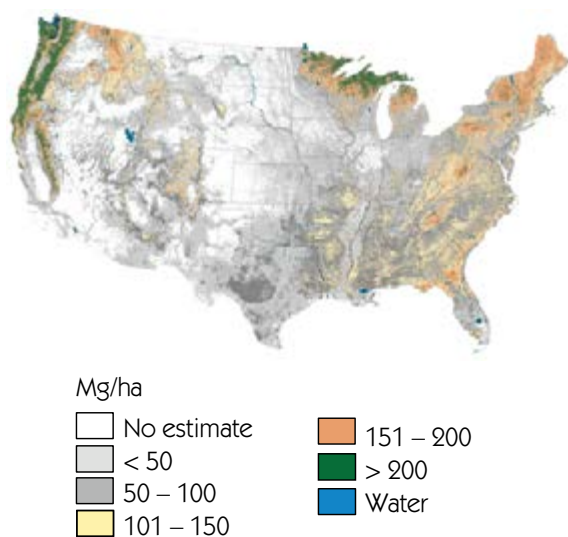 Mg/ha
No estimate
< 50
50 – 100
101 – 150
151 – 200
> 200
Water